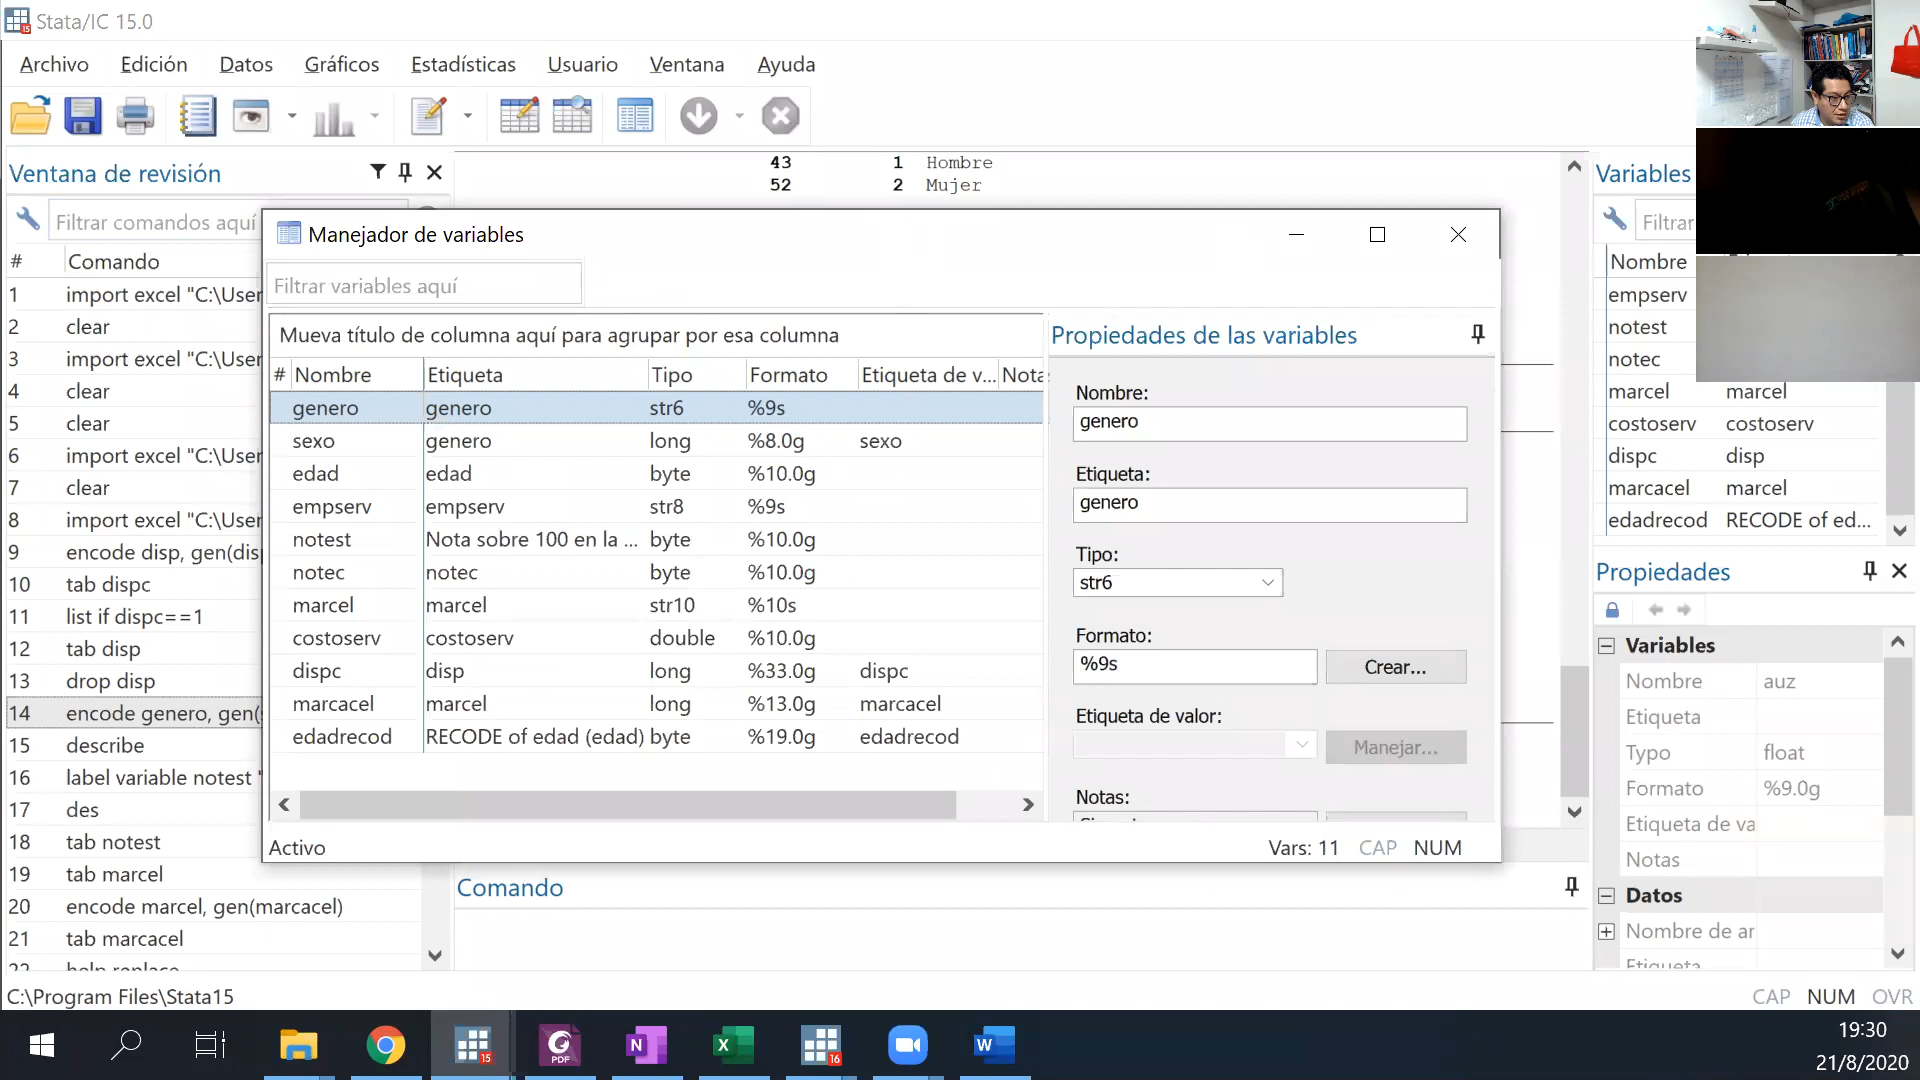 Stata/IC 15.0
Archivo Edición Datos Gráficos Estadísticas Usuario Ventana Ayuda
Ventana de revisión
Filtrar comandos aquí
# Comando
1 import excel "C:\User
2 clear
3 import excel "C:\User
4 clear
5 clear
6 import excel "C:\User
7 clear
8 import excel "C:\User
9 encode disp, gen(disp
10 tab dispc
11 list if dispc==1
12 tab disp
13 drop disp
14 encode genero, gen(s
15 describe
16 label variable notest "
17 des
18 tab notest
19 tab marcel
20 encode marcel, gen(marcacel)
21 tab marcacel
22 help replace
43 1 Hombre
52 2 Mujer
Manejador de variables
Filtrar variables aquí
Mueva título de columna aquí para agrupar por esa columna
# Nombre Etiqueta Tipo Formato Etiqueta de v... Nota
genero genero str6 %9s
sexo genero long %8.0g sexo
edad edad byte %10.0g
empserv empserv str8 %9s
notest Nota sobre 100 en la ... byte %10.0g
notec notec byte %10.0g
marcel marcel str10 %10s
costoserv costoserv double %10.0g
dispc disp long %33.0g dispc
marcacel marcel long %13.0g marcacel
edadrecod RECODE of edad (edad) byte %19.0g edadrecod
Propiedades de las variables
Nombre:
genero
Etiqueta:
genero
Tipo:
str6
Formato:
%9s Crear...
Etiqueta de valor:
Manejar...
Notas:
Activo Vars: 11 CAP NUM
Comando
Variables
Filtrar
Nombre
empserv
notest
notec
marcel marcel
costoserv costoserv
dispc disp
marcacel marcel
edadrecod RECODE of ed...
Propiedades
Variables
Nombre auz
Etiqueta
Typo float
Formato %9.0g
Etiqueta de va
Notas
Datos
Nombre de ar
Etiqueta
C:\Program Files\Stata15 CAP NUM OVR
15
PDF
N
X
16
W
19:30
21/8/2020